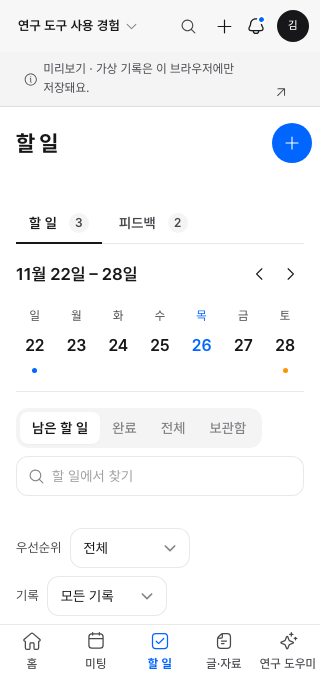 연구 도구 사용 경험
김
미리보기 · 가상 기록은 이 브라우저에만
저장돼요.
할 일
할 일 3 피드백 2
11월 22일 – 28일
일 월 화 수 목 금 토
22 23 24 25 26 27 28
남은 할 일 완료 전체 보관함
할 일에서 찾기
우선순위 전체
기록 모든 기록
홈 미팅 할 일 글·자료 연구 도우미